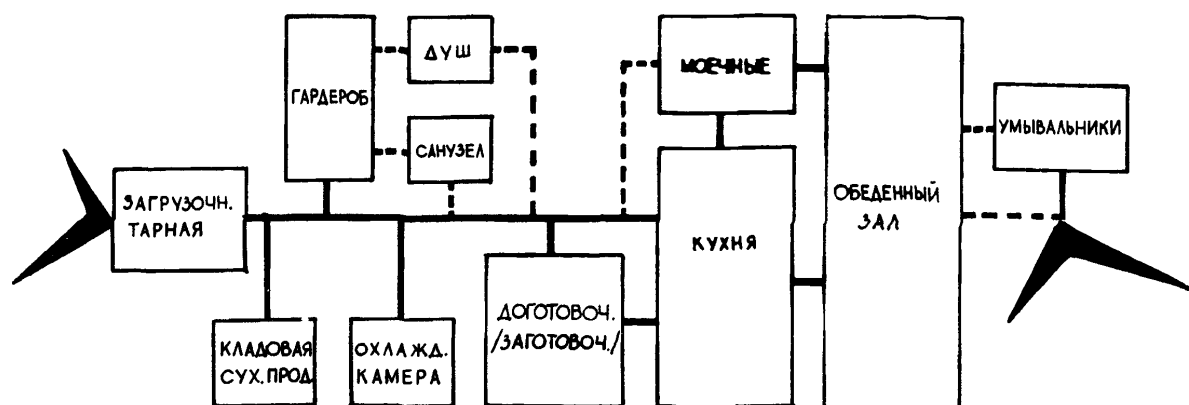 ДУШ
МОЕЧНЫЕ
ГАРДЕРОБ
УМЫВАЛЬНИКИ
САНУЗЕЛ
ЗАГРУЗОЧН.
ТАРНАЯ
ОБЕДЕННЫЙ
ЗАЛ
КУХНЯ
ДОГОТОВОЧ.
/ЗАГОТОВОЧ./
КЛАДОВАЯ
СУХ. ПРОД.
ОХЛАЖД.
КАМЕРА